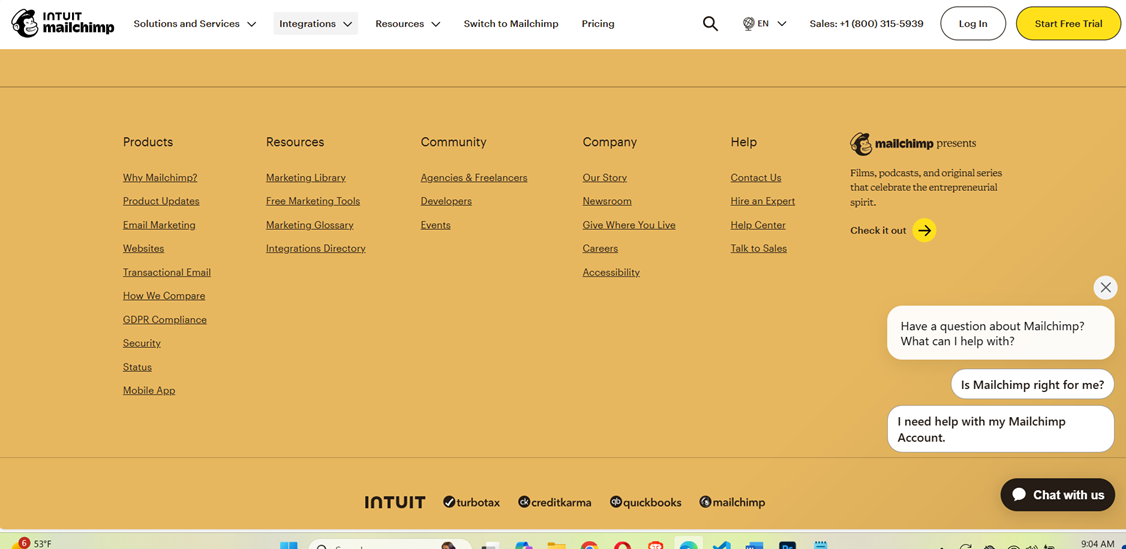 INTUIT
mailchimp
Solutions and Services
Integrations
Resources
Switch to Mailchimp
Pricing
EN
Sales: +1 (800) 315-5939
Log In
Start Free Trial
Products
Why Mailchimp?
Product Updates
Email Marketing
Websites
Transactional Email
How We Compare
GDPR Compliance
Security
Status
Mobile App
Resources
Marketing Library
Free Marketing Tools
Marketing Glossary
Integrations Directory
Community
Agencies & Freelancers
Developers
Events
Company
Our Story
Newsroom
Give Where You Live
Careers
Accessibility
Help
Contact Us
Hire an Expert
Help Center
Talk to Sales
mailchimp presents
Films, podcasts, and original series
that celebrate the entrepreneurial
spirit.
Check it out
Have a question about Mailchimp?
What can I help with?
Is Mailchimp right for me?
I need help with my Mailchimp
Account.
Chat with us
INTUIT
turbotax
ck creditkarma
qb quickbooks
mailchimp
6
53°F
9:04 AM